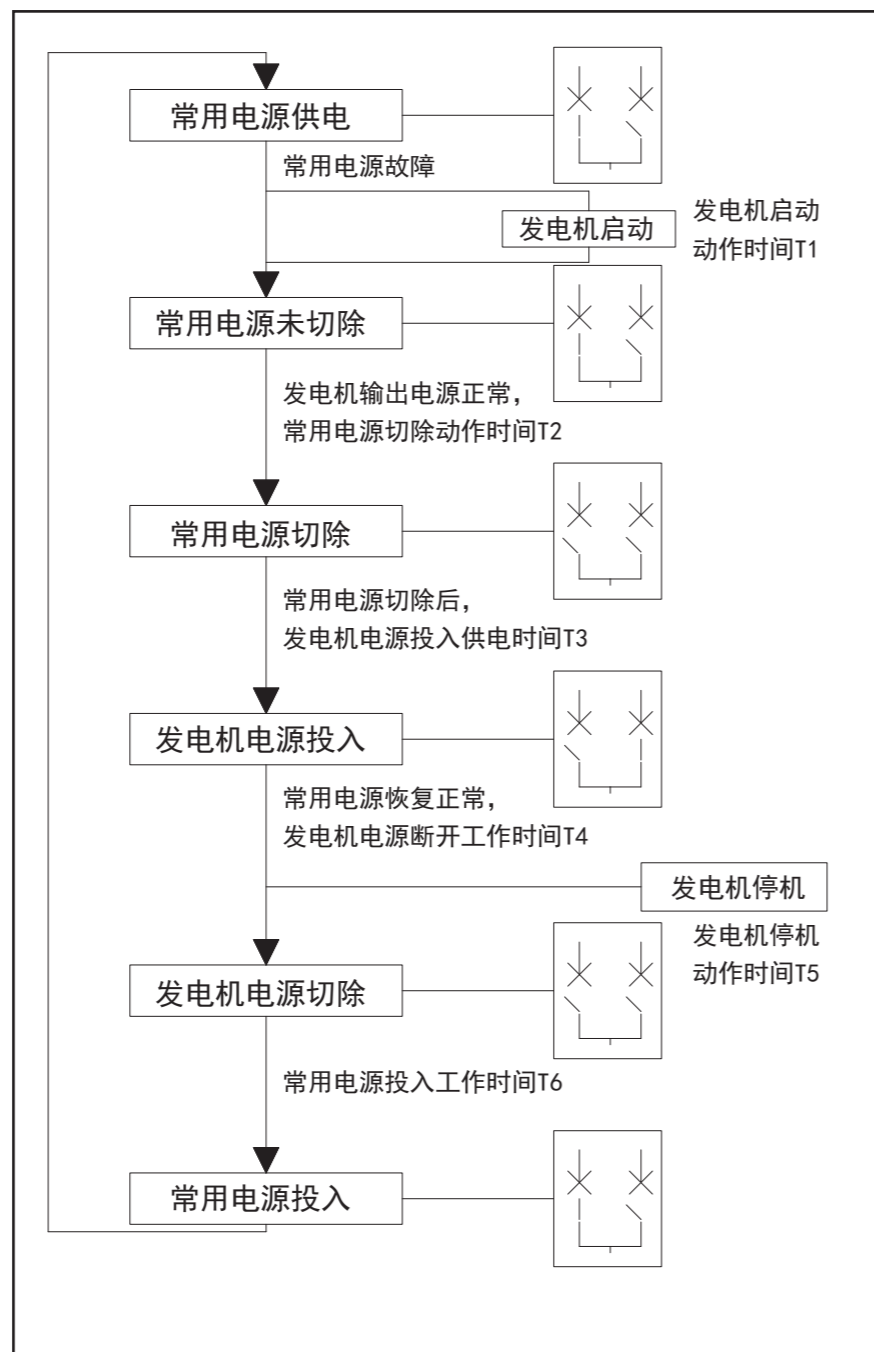 常用电源供电
常用电源故障
发电机启动
发电机启动
动作时间T1
常用电源未切除
发电机输出电源正常，
常用电源切除动作时间T2
常用电源切除
常用电源切除后，
发电机电源投入供电时间T3
发电机电源投入
常用电源恢复正常，
发电机电源断开工作时间T4
发电机停机
发电机停机
动作时间T5
发电机电源切除
常用电源投入工作时间T6
常用电源投入